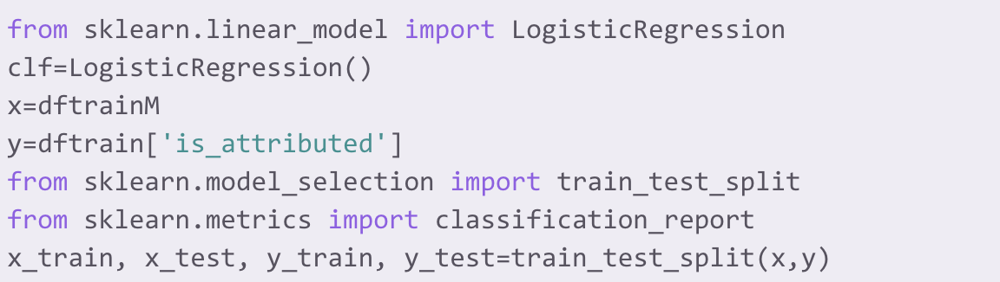 from sklearn.linear_model import LogisticRegression
clf=LogisticRegression()
x=dftrainM
y=dftrain['is_attributed']
from sklearn.model_selection import train_test_split
from sklearn.metrics import classification_report
x_train, x_test, y_train, y_test=train_test_split(x,y)